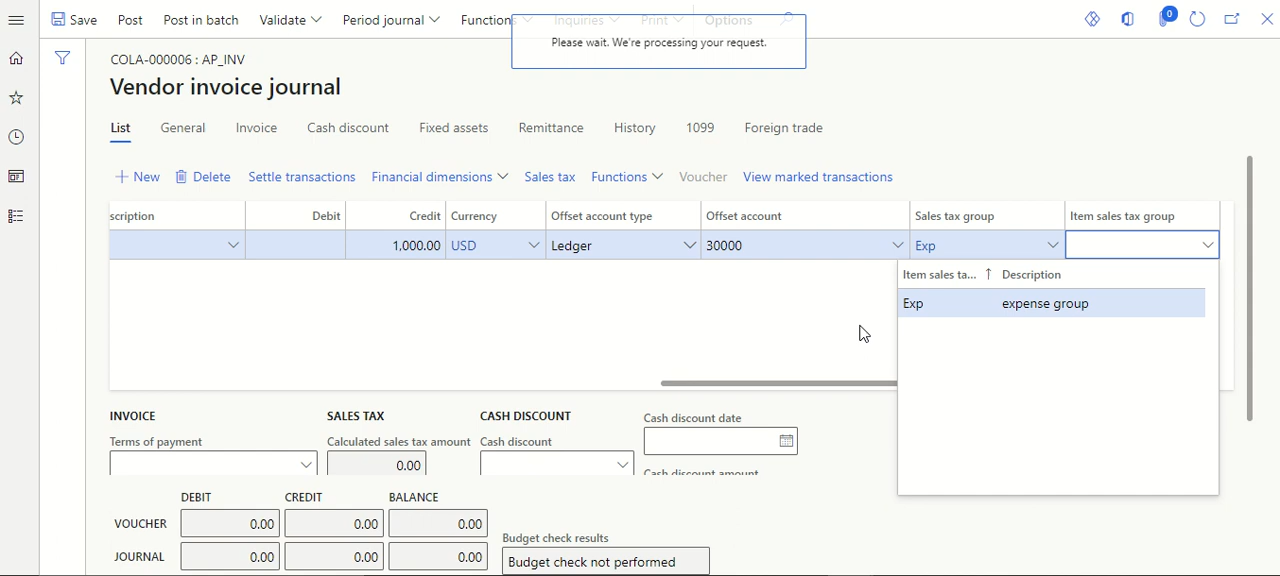 Save Post Post in batch Validate Period journal Functions Inquiries Print Options 0
Please wait. We're processing your request.
COLA-000006 : AP_INV
Vendor invoice journal
List General Invoice Cash discount Fixed assets Remittance History 1099 Foreign trade
New Delete Settle transactions Financial dimensions Sales tax Functions Voucher View marked transactions
scription Debit Credit Currency Offset account type Offset account Sales tax group Item sales tax group
1,000.00 USD Ledger 30000 Exp
Item sales ta... ↑ Description
Exp expense group
INVOICE SALES TAX CASH DISCOUNT Cash discount date
Terms of payment Calculated sales tax amount Cash discount
0.00 Cash discount amount
DEBIT CREDIT BALANCE
VOUCHER 0.00 0.00 0.00
Budget check results
JOURNAL 0.00 0.00 0.00 Budget check not performed